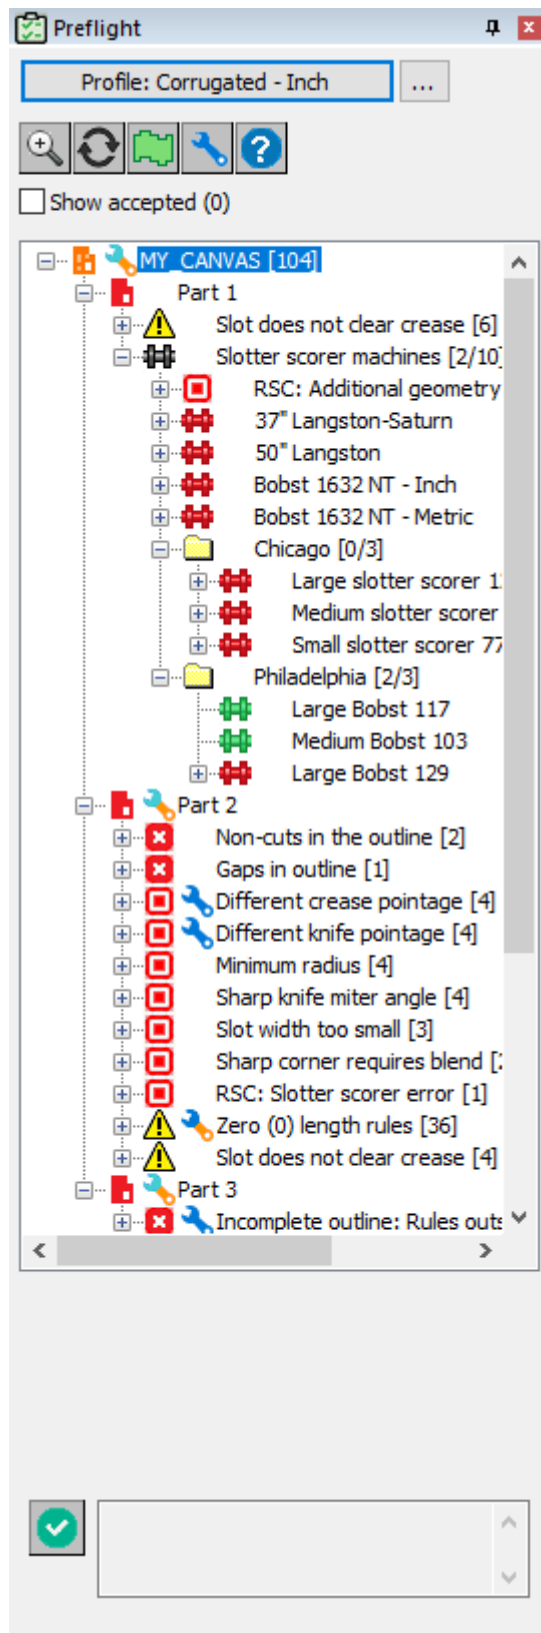 Preflight
Profile: Corrugated - Inch
...
Show accepted (0)
MY_CANVAS [104]
Part 1
Slot does not clear crease [6]
Slotter scorer machines [2/10]
RSC: Additional geometry
37" Langston-Saturn
50" Langston
Bobst 1632 NT - Inch
Bobst 1632 NT - Metric
Chicago [0/3]
Large slotter scorer
Medium slotter scorer
Small slotter scorer 77
Philadelphia [2/3]
Large Bobst 117
Medium Bobst 103
Large Bobst 129
Part 2
Non-cuts in the outline [2]
Gaps in outline [1]
Different crease pointage [4]
Different knife pointage [4]
Minimum radius [4]
Sharp knife miter angle [4]
Slot width too small [3]
Sharp corner requires blend
RSC: Slotter scorer error [1]
Zero (0) length rules [36]
Slot does not clear crease [4]
Part 3
Incomplete outline: Rules outs